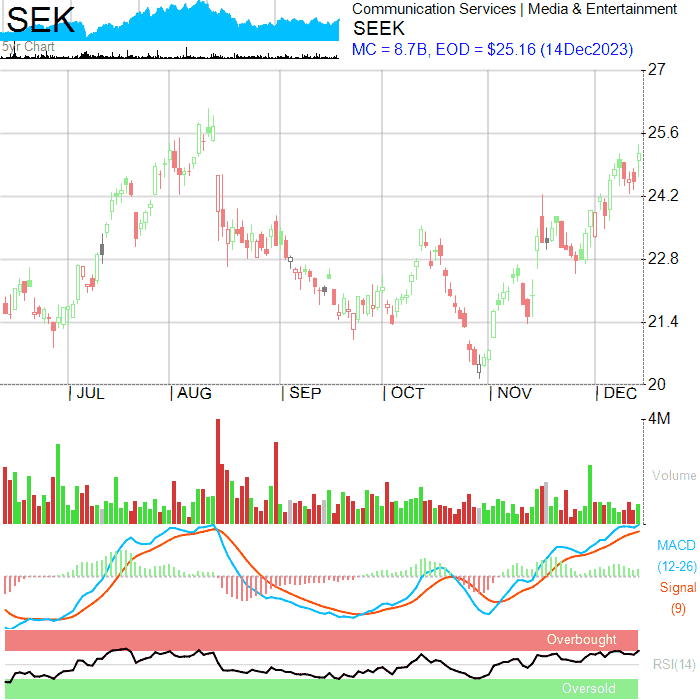 SEK
5yr Chart
Communication Services | Media & Entertainment
SEEK
MC = 8.7B, EOD = $25.16 (14Dec2023)
27
25.6
24.2
22.8
21.4
20
JUL AUG SEP OCT NOV DEC
4M
Volume
MACD
(12-26)
Signal
(9)
Overbought
RSI(14)
Oversold